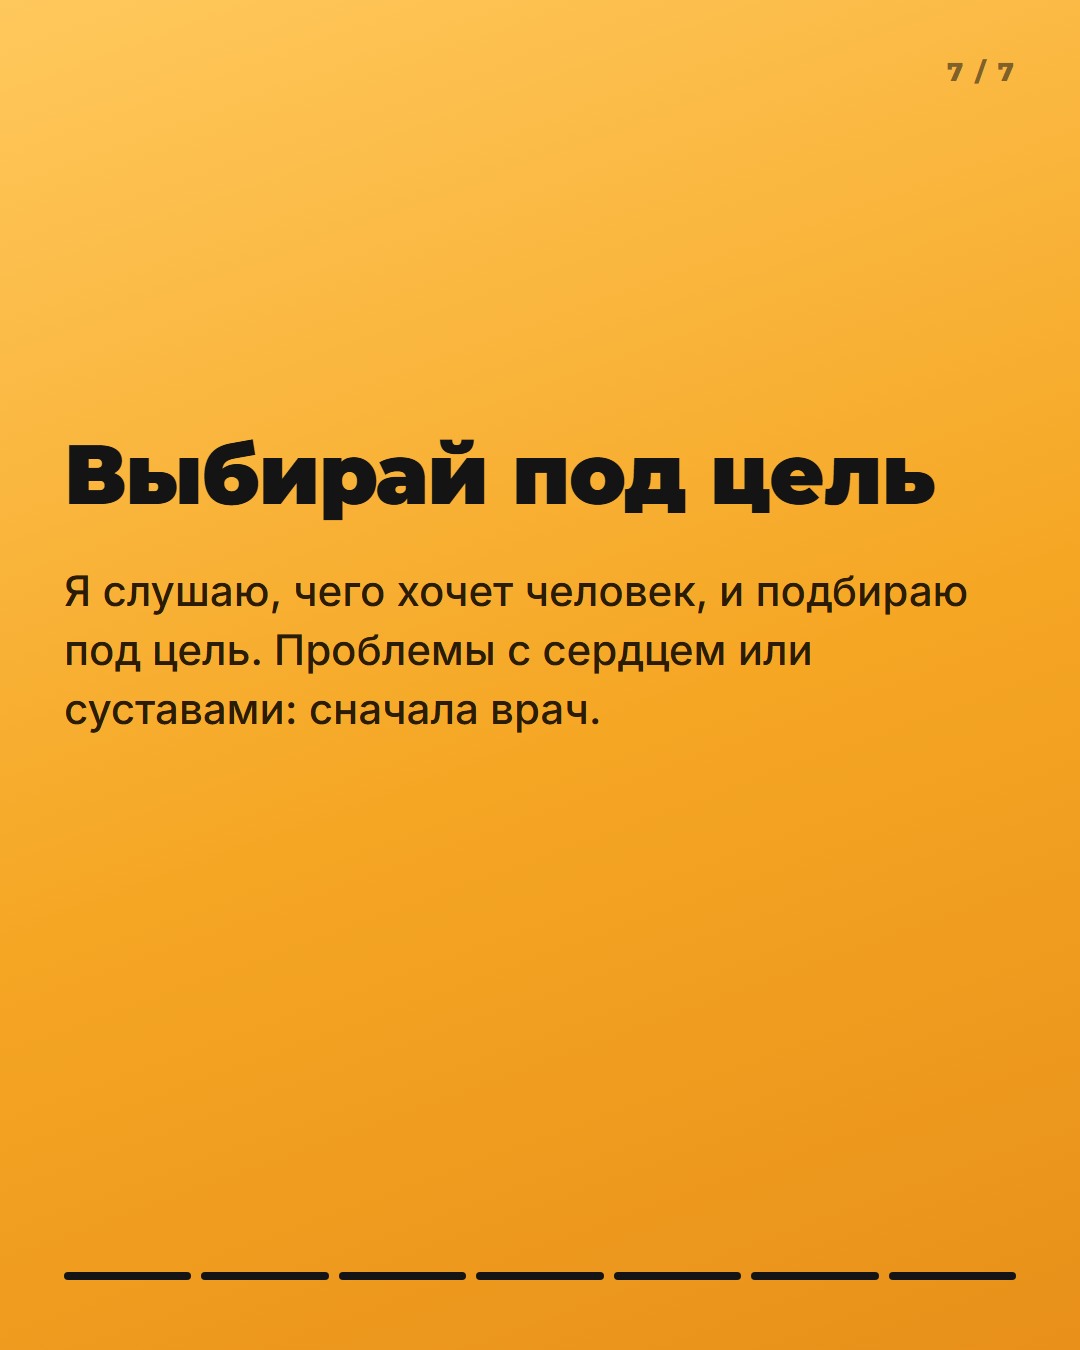 7 / 7
Выбирай под цель
Я слушаю, чего хочет человек, и подбираю
под цель. Проблемы с сердцем или
суставами: сначала врач.